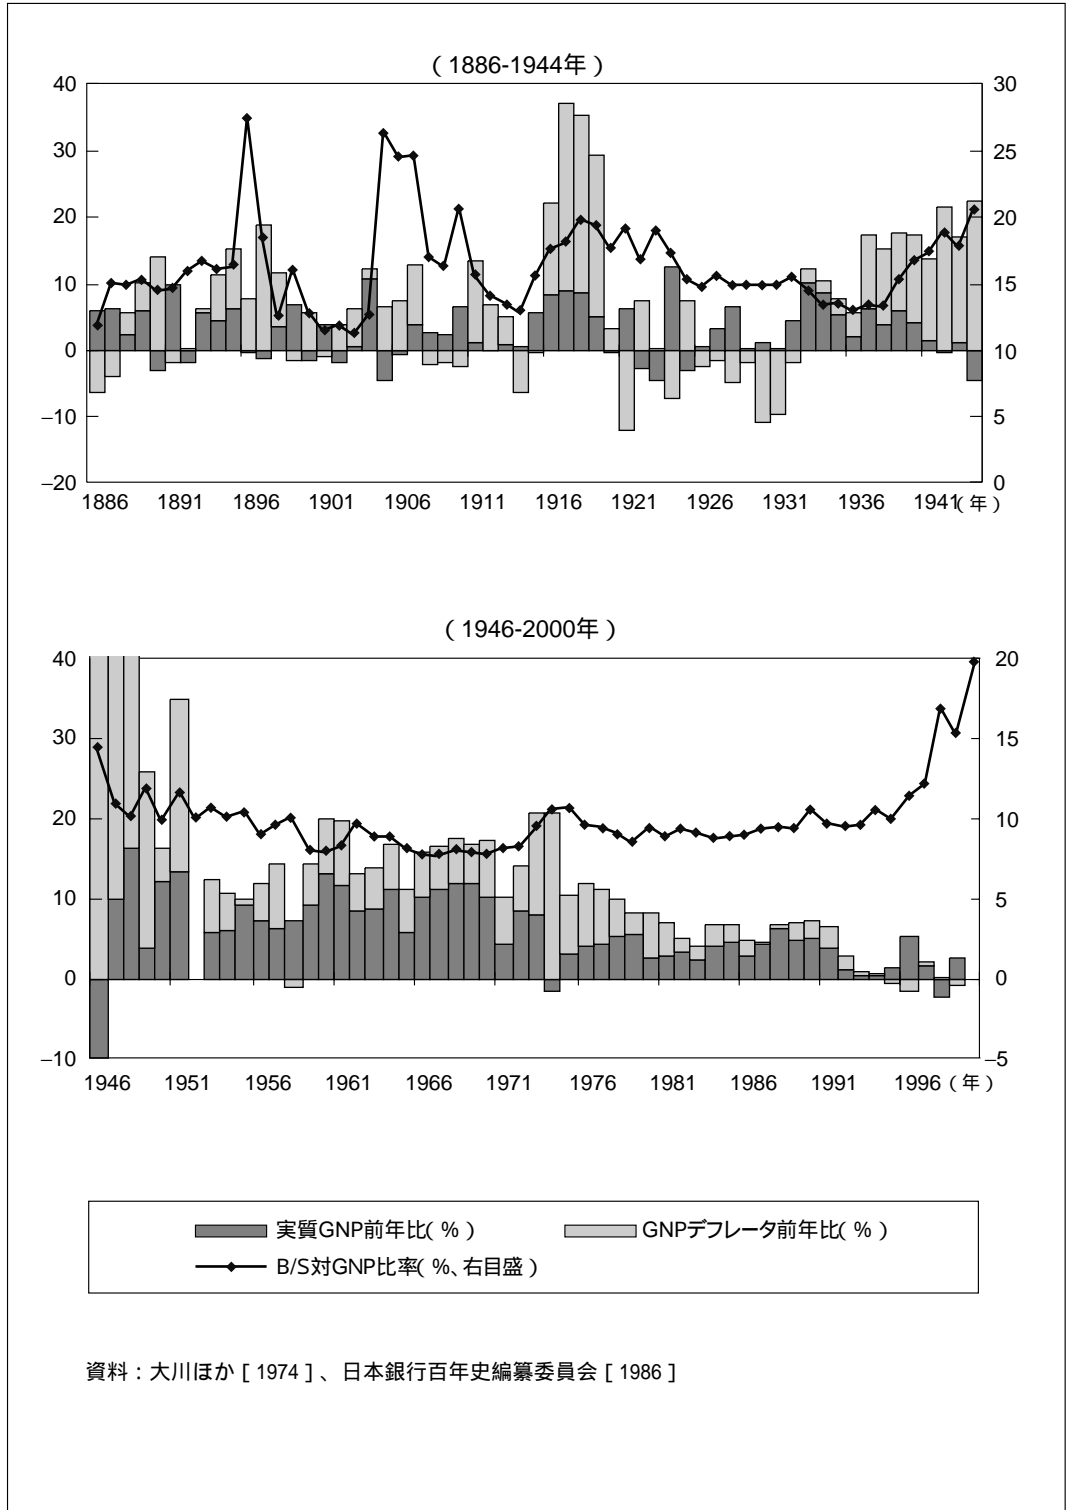 （1886-1944年）
40 30
30 25
20 20
10 15
0 10
–10 5
–20 0
1886 1891 1896 1901 1906 1911 1916 1921 1926 1931 1936 1941（年）
（1946-2000年）
40 20
30 15
20 10
10 5
0 0
–10 –5
1946 1951 1956 1961 1966 1971 1976 1981 1986 1991 1996（年）
実質GNP前年比（%） GNPデフレータ前年比（%）
B/S対GNP比率（%、右目盛）
資料：大川ほか［1974］、日本銀行百年史編纂委員会［1986］